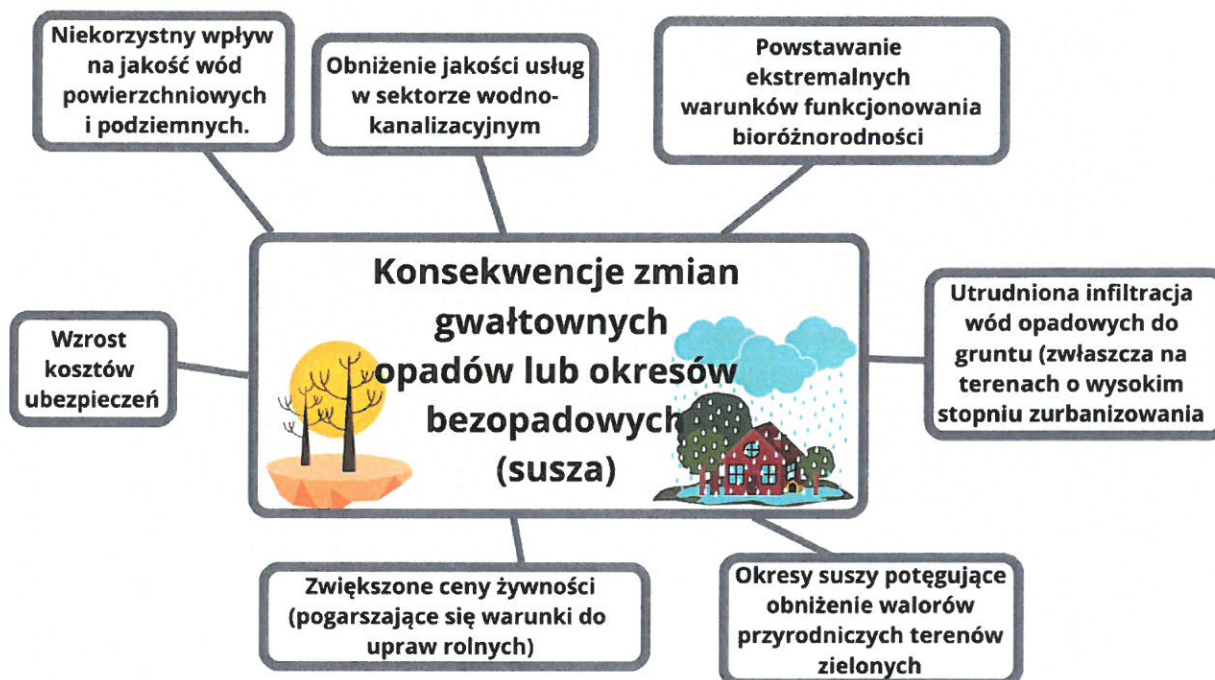 Niekorzystny wpływ
na jakość wód
powierzchniowych
i podziemnych.
Obniżenie jakości usług
w sektorze wodno-
kanalizacyjnym
Powstawanie
ekstremalnych
warunków funkcjonowania
bioróżnorodności
Konsekwencje zmian
gwałtownych
opadów lub okresów
bezopadowych
(susza)
Wzrost
kosztów
ubezpieczeń
Utrudniona infiltracja
wód opadowych do
gruntu (zwłaszcza na
terenach o wysokim
stopniu zurbanizowania
Zwiększone ceny żywności
(pogarszające się warunki do
upraw rolnych)
Okresy suszy potęgujące
obniżenie walorów
przyrodniczych terenów
zielonych